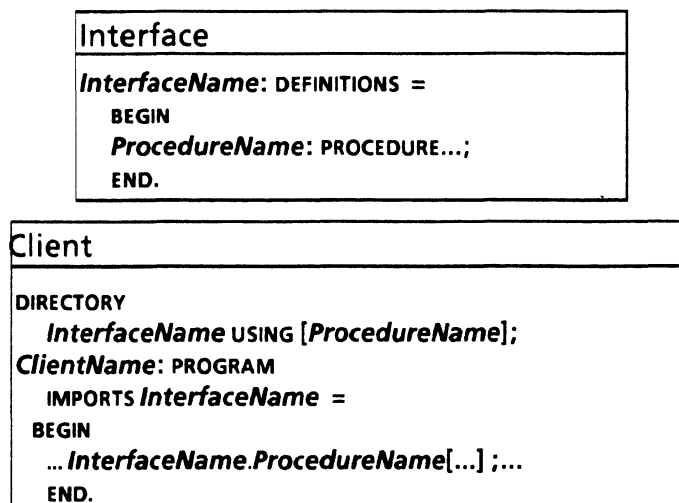 Interface
InterfaceName: DEFINITIONS =
BEGIN
ProcedureName: PROCEDURE...;
END.
Client
DIRECTORY
InterfaceName USING [ProcedureName];
ClientName: PROGRAM
IMPORTS InterfaceName =
BEGIN
... InterfaceName.ProcedureName[...] ;...
END.